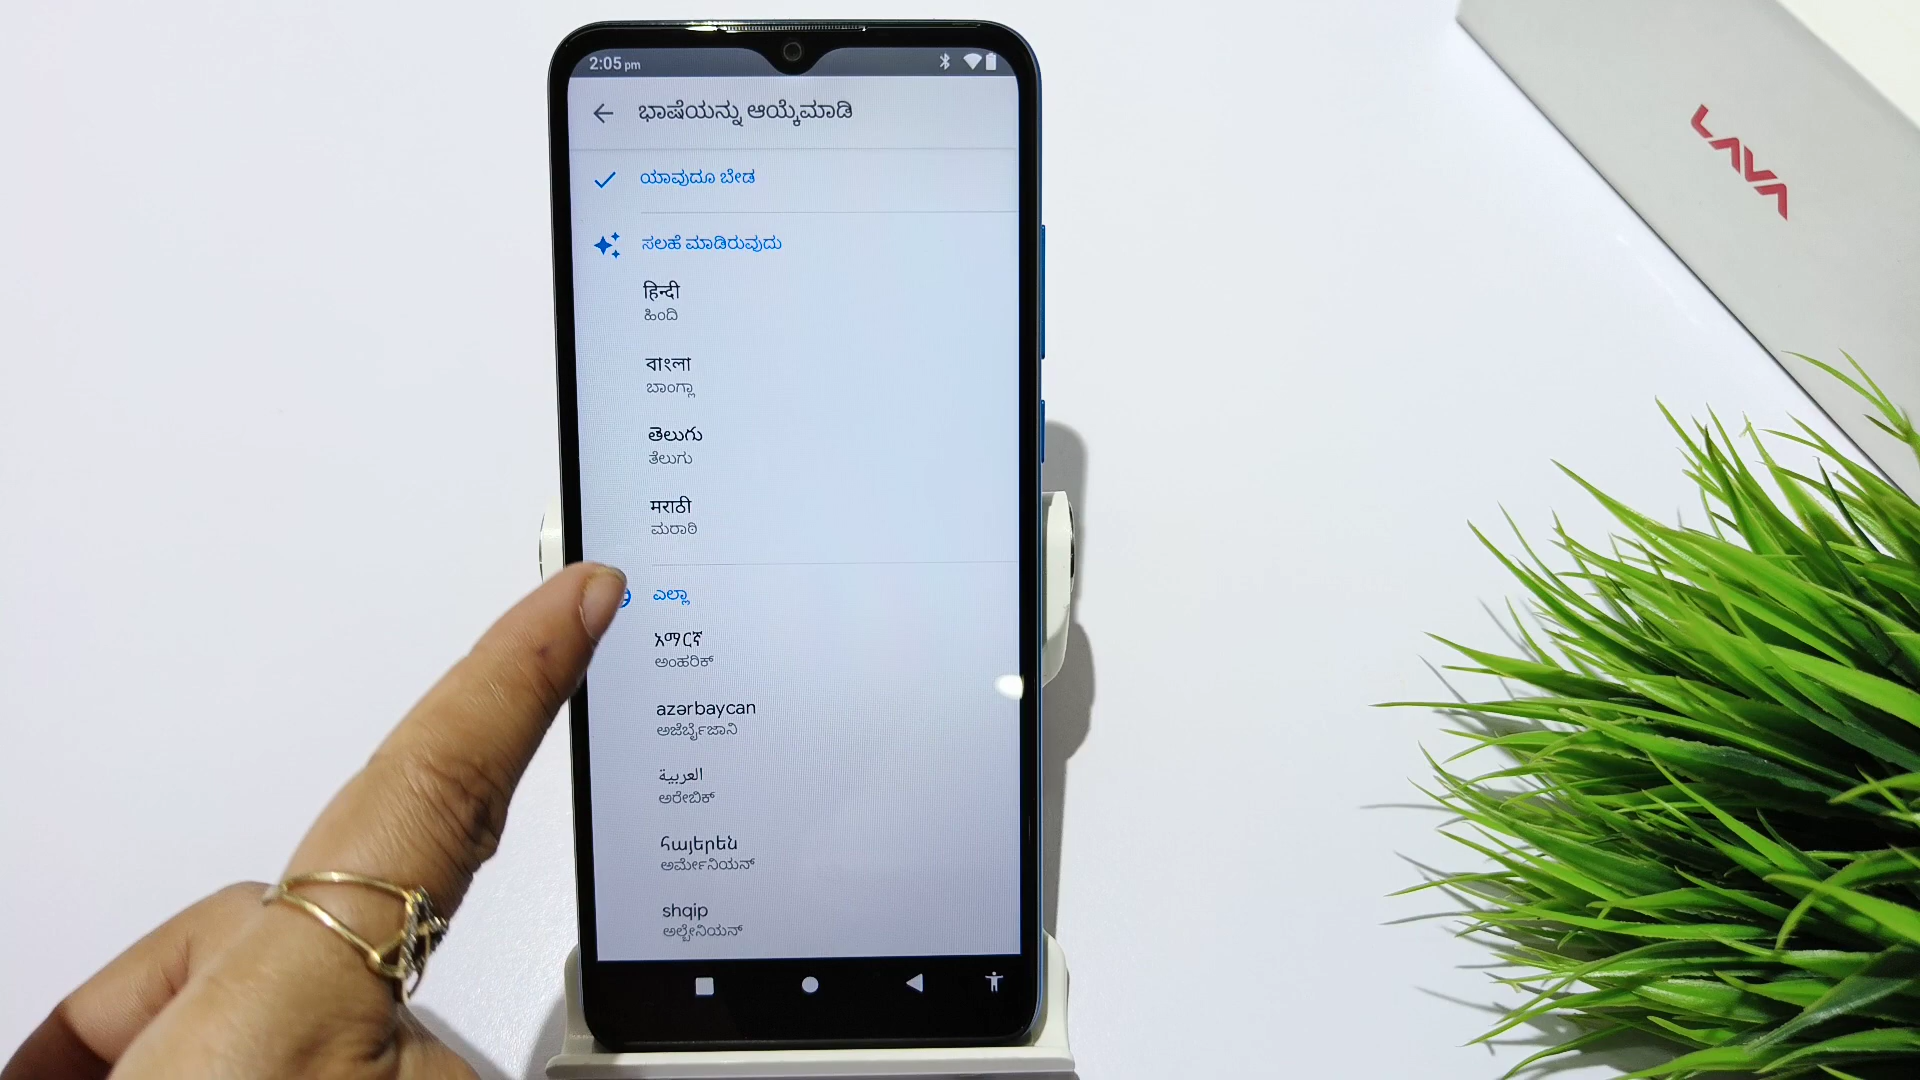 2:05 pm
ಭಾಷೆಯನ್ನು ಆಯ್ಕೆಮಾಡಿ
ಯಾವುದೂ ಬೇಡ
ಸಲಹೆ ಮಾಡಿರುವುದು
हिन्दी
ಹಿಂದಿ
বাংলা
ಬಾಂಗ್ಲಾ
తెలుగు
ತೆಲುಗು
मराठी
ಮರಾಠಿ
ಎಲ್ಲಾ
አማርኛ
ಅಂಹರಿಕ್
azərbaycan
ಅಜೆರ್ಬೈಜಾನಿ
العربية
ಅರೇಬಿಕ್
հայերեն
ಅರ್ಮೇನಿಯನ್
shqip
ಅಲ್ಬೇನಿಯನ್
LAVA